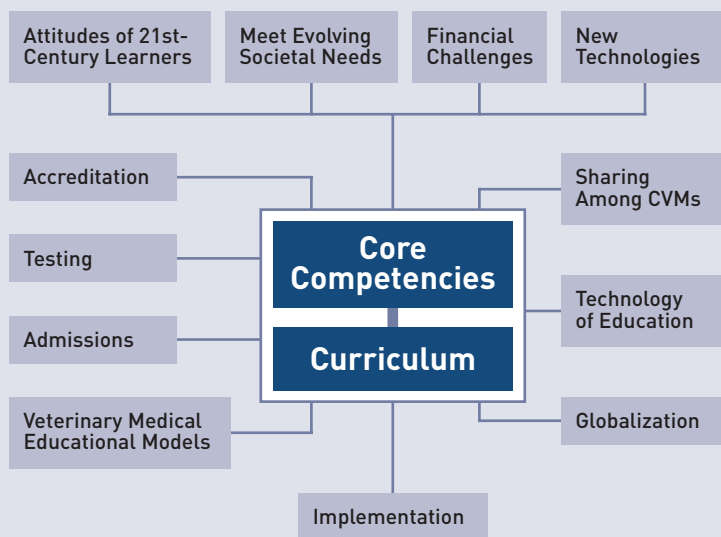 Attitudes of 21st-
Century Learners
Meet Evolving
Societal Needs
Financial
Challenges
New
Technologies
Accreditation
Testing
Admissions
Veterinary Medical
Educational Models
Core
Competencies
Curriculum
Sharing
Among CVMs
Technology
of Education
Globalization
Implementation